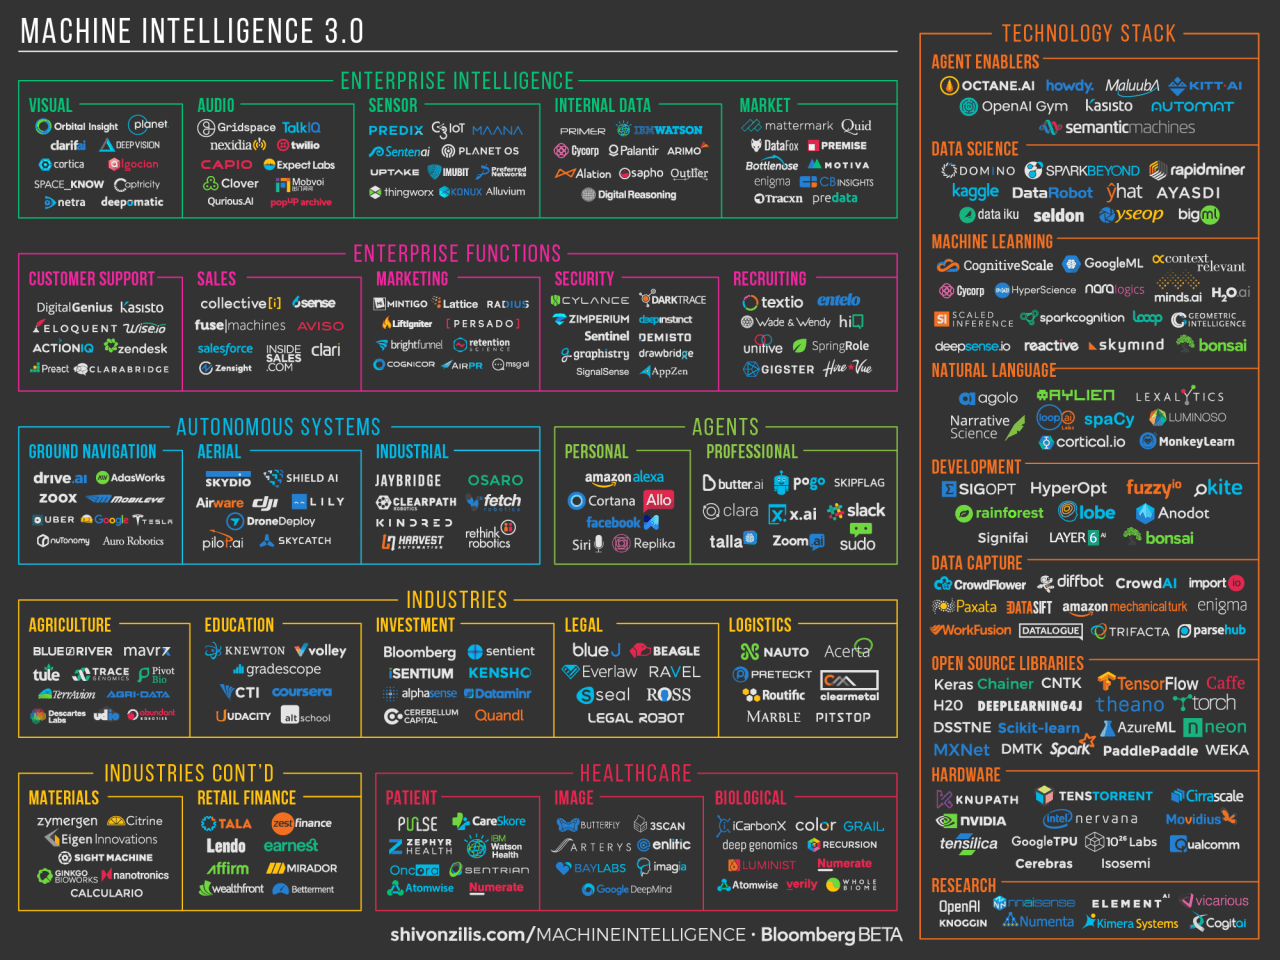 MACHINE INTELLIGENCE 3.0
ENTERPRISE INTELLIGENCE
VISUAL
Orbital Insight planet.
clarifai DEEP VISION
cortica algocian
SPACE_KNOW Captricity
netra deepomatic
AUDIO
Gridspace TalkIQ
nexidia twilio
CAPIO Expect Labs
Clover Mobvoi
Qurious.AI popUP archive
SENSOR
PREDIX C3IoT MAANA
Sentenai PLANET OS
UPTAKE IMUBIT Preferred Networks
thingworx KONUX Alluvium
INTERNAL DATA
PRIMER IBM WATSON
Cycorp Palantir ARIMO
Alation Sapho Outlier
Digital Reasoning
MARKET
mattermark Quid
DataFox PREMISE
Bottlenose MOTIVA
enigma CBINSIGHTS
Tracxn predata
ENTERPRISE FUNCTIONS
CUSTOMER SUPPORT
DigitalGenius Kasisto
ELOQUENT Wiseio
ACTIONIQ zendesk
Preact CLARABRIDGE
SALES
collective[i] 6sense
fuse|machines AVISO
salesforce INSIDE SALES .COM clari
Zensight
MARKETING
MINTIGO Lattice RADIUS
LiftIgniter [PERSADO]
brightfunnel retention SCIENCE
COGNICOR AIRPR msg.ai
SECURITY
CYLANCE DARKTRACE
ZIMPERIUM deepinstinct
Sentinel DEMISTO
graphistry drawbridge
SignalSense AppZen
RECRUITING
textio entelo
Wade & Wendy hiQ
unitive SpringRole
GIGSTER HireVue
AUTONOMOUS SYSTEMS
GROUND NAVIGATION
drive.ai AdasWorks
ZOOX MOBILEYE
UBER Google TESLA
nuTonomy Auro Robotics
AERIAL
SKYDIO SHIELD AI
Airware dji LILY
DroneDeploy
pilot.ai SKYCATCH
INDUSTRIAL
JAYBRIDGE OSARO
CLEARPATH ROBOTICS fetch robotics
KINDRED
HARVEST AUTOMATION rethink robotics
AGENTS
PERSONAL
amazon alexa
Cortana Allo
facebook
Siri Replika
PROFESSIONAL
butter.ai pogo SKIPFLAG
clara x.ai slack
talla Zoom.ai sudo
INDUSTRIES
AGRICULTURE
BLUE RIVER mavrx
tule TRACE GENOMICS Pivot Bio
TerrAvion AGRI-DATA
Descartes Labs udio abundant ROBOTICS
EDUCATION
KNEWTON volley
gradescope
CTI coursera
UDACITY altschool
INVESTMENT
Bloomberg sentient
iSENTIUM KENSHO
alphasense Dataminr
CEREBELLUM CAPITAL Quandl
LEGAL
blueJ BEAGLE
Everlaw RAVEL
seal ROSS
LEGAL ROBOT
LOGISTICS
NAUTO Acerta
PRETECKT
Routific clearmetal
MARBLE PITSTOP
INDUSTRIES CONT'D
MATERIALS
zymergen Citrine
Eigen Innovations
SIGHT MACHINE
GINKGO BIOWORKS nanotronics
CALCULARIO
RETAIL FINANCE
TALA zestfinance
Lendo earnest
affirm MIRADOR
wealthfront Betterment
HEALTHCARE
PATIENT
PULSE CareSkore
ZEPHYR HEALTH IBM Watson Health
Oncora SENTRIAN
Atomwise Numerate
IMAGE
BUTTERFLY 3SCAN
ARTERYS enlitic
BAYLABS imagia
Google DeepMind
BIOLOGICAL
iCarbonX color GRAIL
deep genomics RECURSION
LUMINIST Numerate
Atomwise verily WHOLE BIOME
TECHNOLOGY STACK
AGENT ENABLERS
OCTANE.AI howdy. MaluubA KITT·AI
OpenAI Gym Kasisto AUTOMAT
semanticmachines
DATA SCIENCE
DOMINO SPARKBEYOND rapidminer
kaggle DataRobot ŷhat AYASDI
data iku seldon yseop bigml
MACHINE LEARNING
CognitiveScale GoogleML context relevant
Cycorp HyperScience naralogics minds.ai H2O.ai
SCALED INFERENCE sparkcognition loop GEOMETRIC INTELLIGENCE
deepsense.io reactive skymind bonsai
NATURAL LANGUAGE
agolo AYLIEN LEXALYTICS
Narrative Science loop ai Labs spaCy LUMINOSO
cortical.io MonkeyLearn
DEVELOPMENT
SIGOPT HyperOpt fuzzyio kite
rainforest lobe Anodot
Signifai LAYER 6 AI bonsai
DATA CAPTURE
CrowdFlower diffbot CrowdAI import io
Paxata DATASIFT amazon mechanical turk enigma
WorkFusion DATALOGUE TRIFACTA parsehub
OPEN SOURCE LIBRARIES
Keras Chainer CNTK TensorFlow Caffe
H20 DEEPLEARNING4J theano torch
DSSTNE Scikit-learn AzureML neon
MXNet DMTK Spark PaddlePaddle WEKA
HARDWARE
KNUPATH TENSTORRENT Cirrascale
NVIDIA intel nervana Movidius
tensilica GoogleTPU 1026 Labs Qualcomm
Cerebras Isosemi
RESEARCH
OpenAI nnaisense ELEMENT AI vicarious
KNOGGIN Numenta Kimera Systems Cogitai
shivonzilis.com/MACHINEINTELLIGENCE · Bloomberg BETA